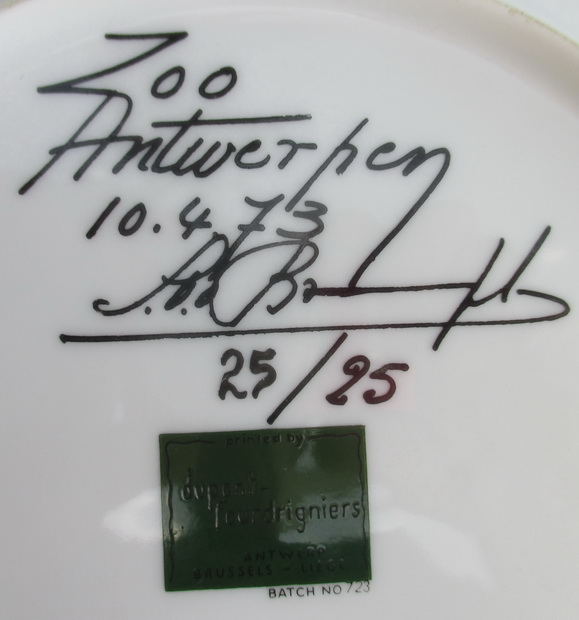 Zoo
Antwerpen
10.4.73
25/25
printed by
dupont-
fourdrigniers
ANTWERP
BRUSSELS - LIEGE
BATCH NO 723